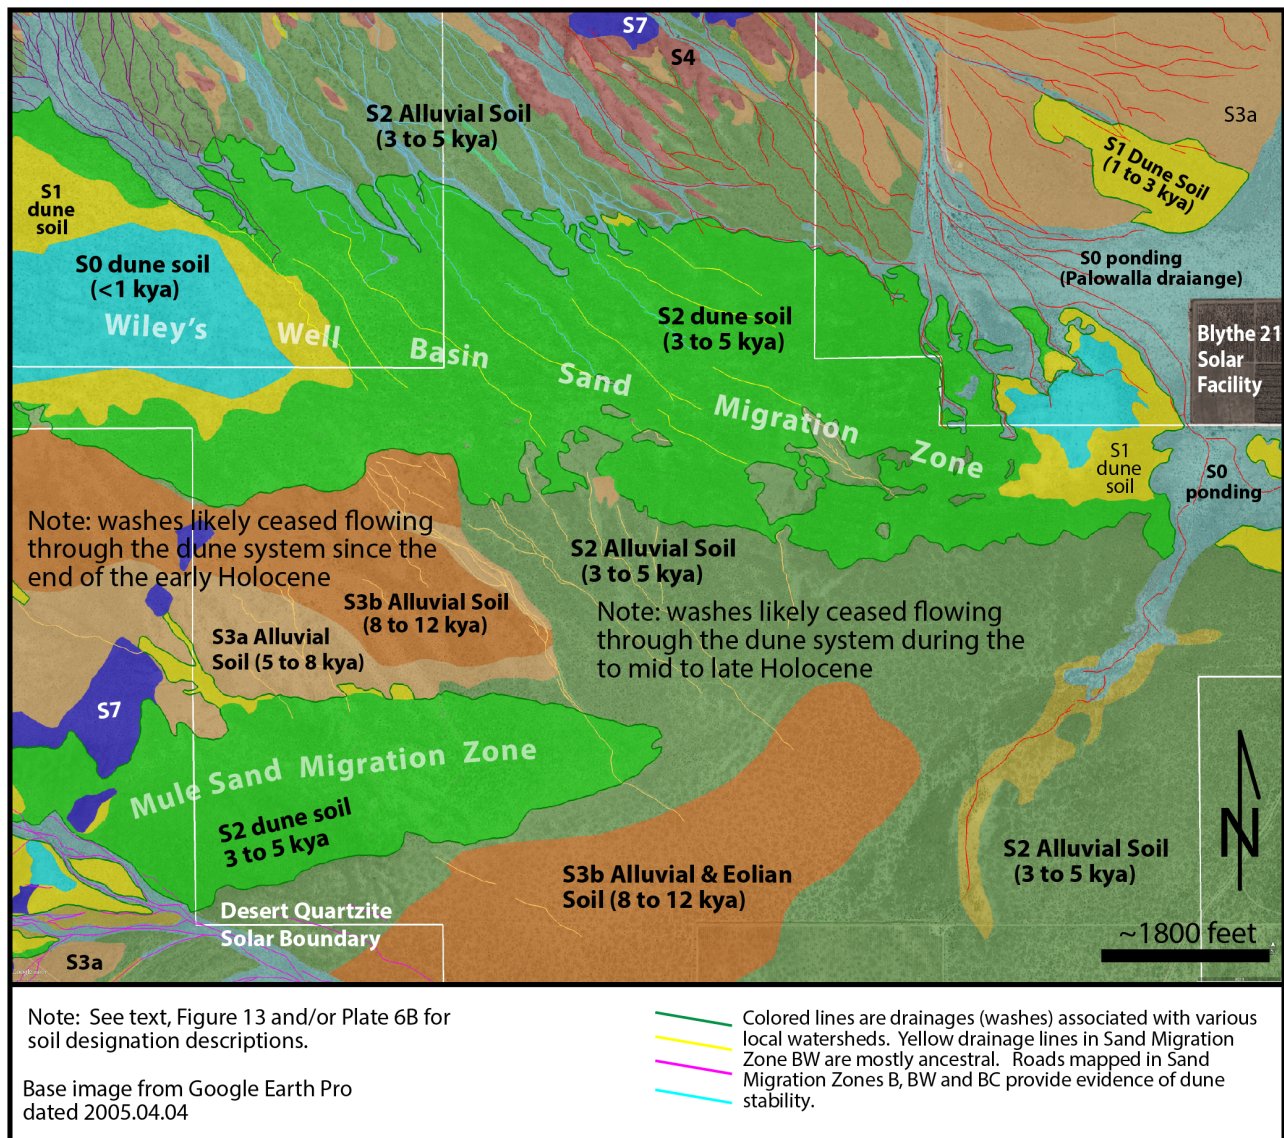 S7
S4
S2 Alluvial Soil
(3 to 5 kya)
S3a
S1 Dune Soil
(1 to 3 kya)
S1
dune
soil
S0 dune soil
(<1 kya)
S0 ponding
(Palowalla draiange)
Wiley's Well Basin Sand Migration Zone
S2 dune soil
(3 to 5 kya)
Blythe 21
Solar
Facility
S1
dune
soil
S0
ponding
Note: washes likely ceased flowing
through the dune system since the
end of the early Holocene
S2 Alluvial Soil
(3 to 5 kya)
S3b Alluvial Soil
(8 to 12 kya)
Note: washes likely ceased flowing
through the dune system during the
to mid to late Holocene
S3a Alluvial
Soil (5 to 8 kya)
S7
Mule Sand Migration Zone
S2 dune soil
3 to 5 kya
N
S3b Alluvial & Eolian
Soil (8 to 12 kya)
S2 Alluvial Soil
(3 to 5 kya)
Desert Quartzite
Solar Boundary
~1800 feet
S3a
Google earth
Note: See text, Figure 13 and/or Plate 6B for
soil designation descriptions.
Base image from Google Earth Pro
dated 2005.04.04
Colored lines are drainages (washes) associated with various
local watersheds. Yellow drainage lines in Sand Migration
Zone BW are mostly ancestral. Roads mapped in Sand
Migration Zones B, BW and BC provide evidence of dune
stability.